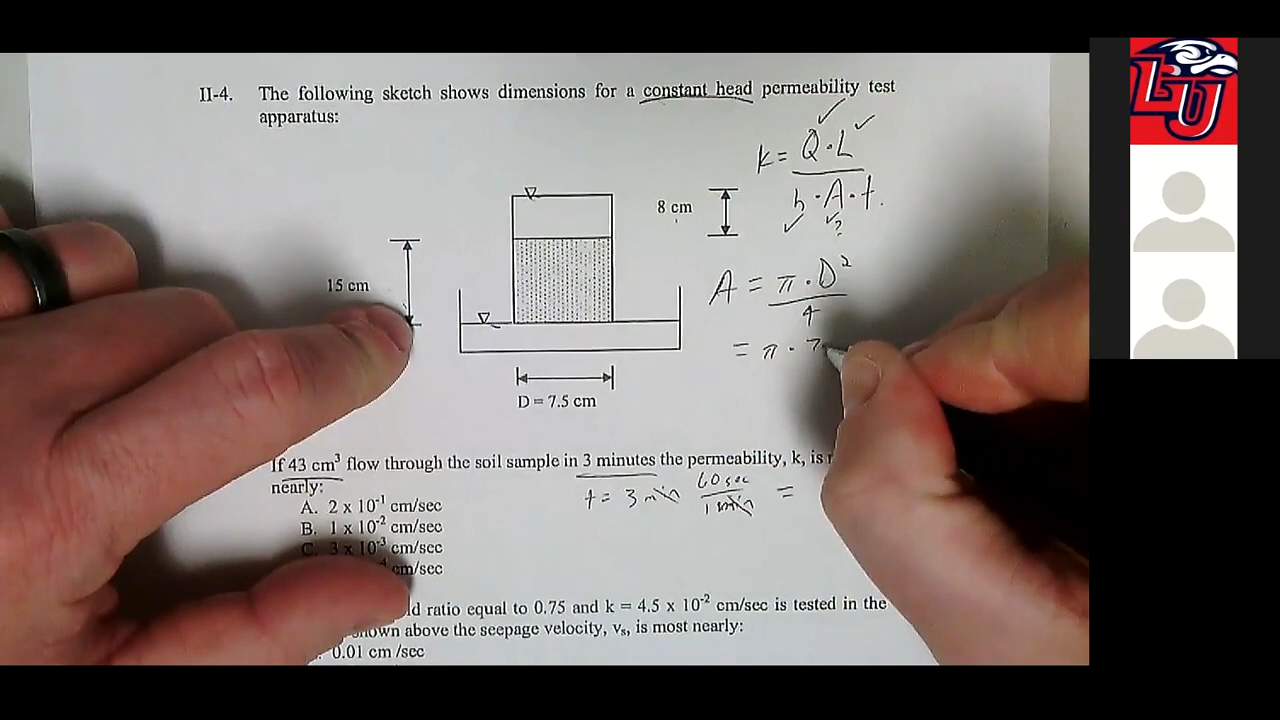 II-4. The following sketch shows dimensions for a constant head permeability test
apparatus:
k = Q · L
h · A · t.
?
8 cm
15 cm
A = π · D²
4
= π · 7.
D = 7.5 cm
If 43 cm³ flow through the soil sample in 3 minutes the permeability, k, is
nearly:
t = 3 min 60 sec =
1 min
A. 2 x 10⁻¹ cm/sec
B. 1 x 10⁻² cm/sec
C. 3 x 10⁻³ cm/sec
cm/sec
ratio equal to 0.75 and k = 4.5 x 10⁻² cm/sec is tested in the
shown above the seepage velocity, vₛ, is most nearly:
0.01 cm /sec
LU